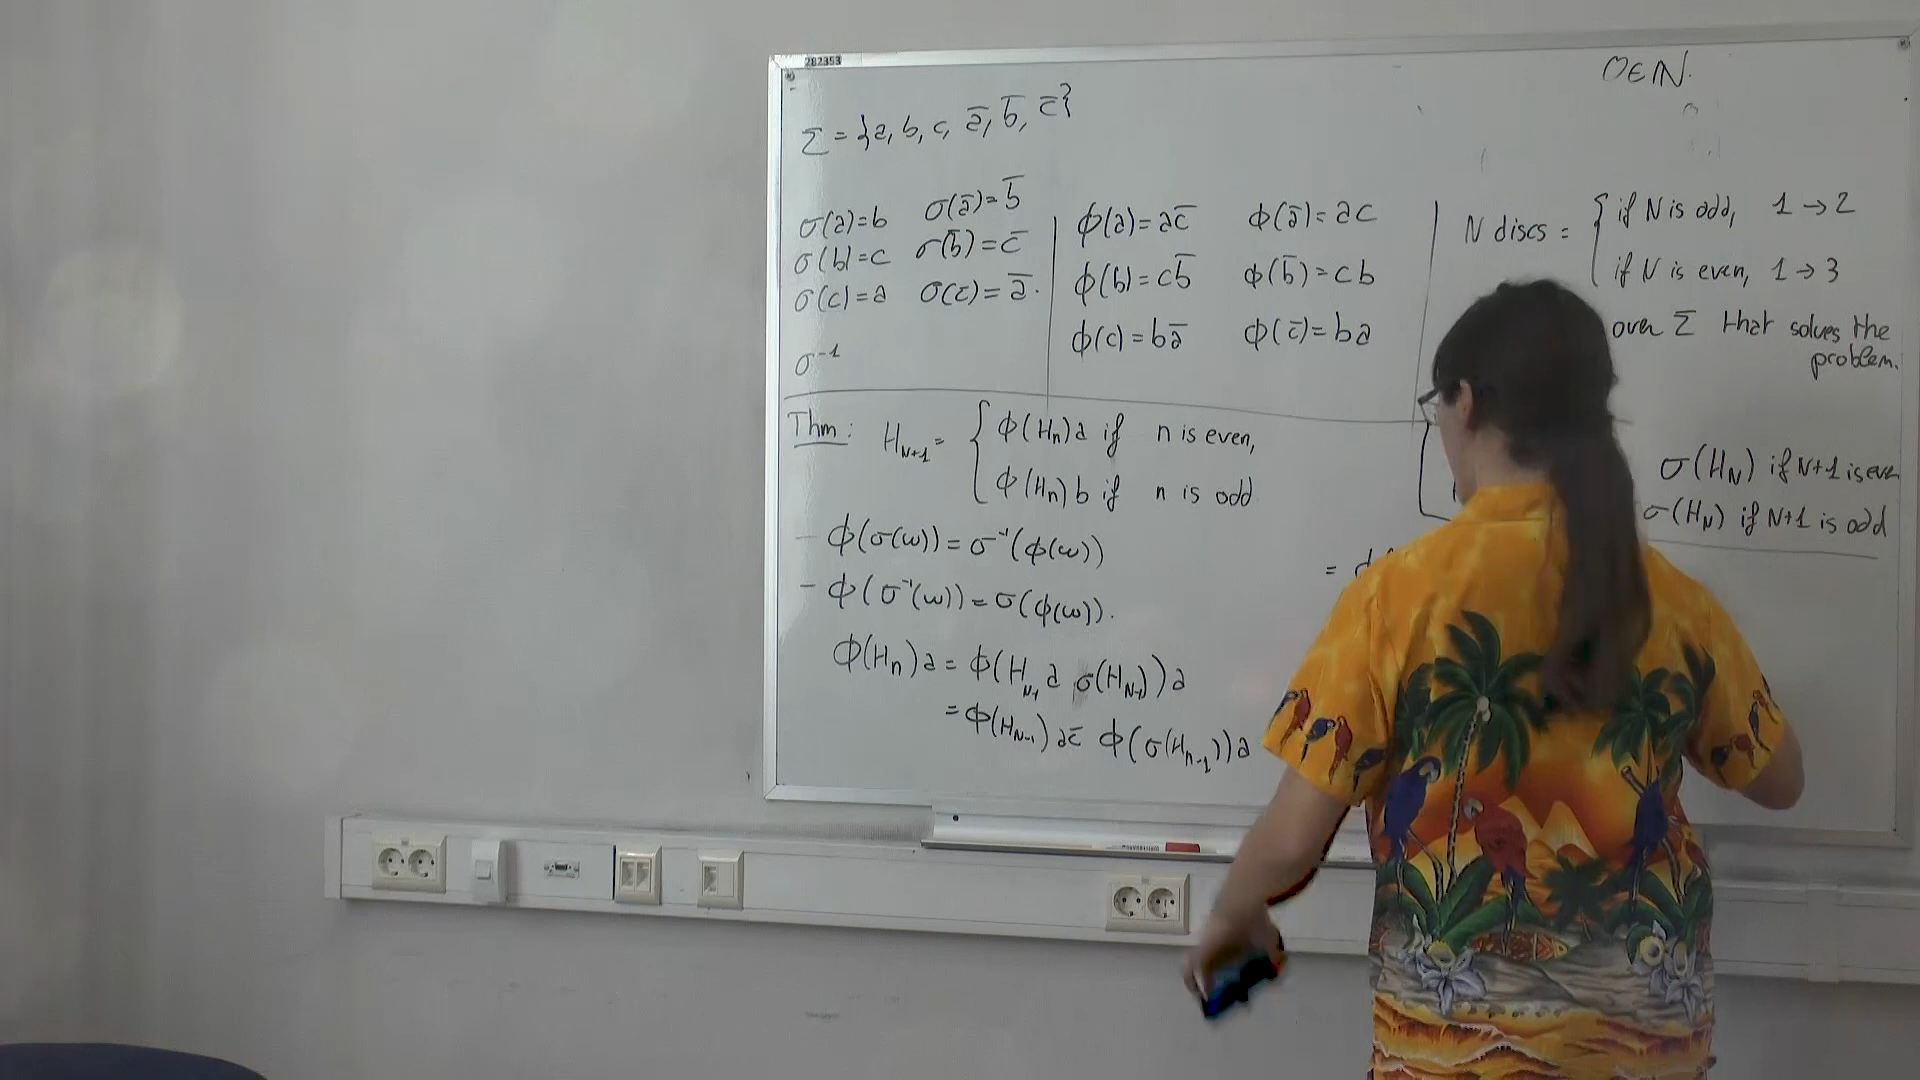 282353
0∈ℕ.
Σ = {a, b, c, a̅, b̅, c̅}
σ(a)=b σ(a̅)=b̅
σ(b)=c σ(b̅)=c̅
σ(c)=a σ(c̅)=a̅.
σ⁻¹
ϕ(a)=ac̅ ϕ(a̅)=ac
ϕ(b)=cb̅ ϕ(b̅)=cb
ϕ(c)=ba̅ ϕ(c̅)=ba
N discs = { if N is odd, 1→2
if N is even, 1→3
over Σ that solves the
problem.
Thm: H_{N+1} = { ϕ(H_n)a if n is even,
ϕ(H_n)b if n is odd
σ(H_N) if N+1 is even
σ(H_N) if N+1 is odd
– ϕ(σ(ω)) = σ⁻¹(ϕ(ω))
– ϕ(σ⁻¹(ω)) = σ(ϕ(ω)).
ϕ(H_n)a = ϕ(H_{N-1} a σ(H_{N-1}))a
= ϕ(H_{N-1})ac̅ ϕ(σ(H_{n-1}))a
=